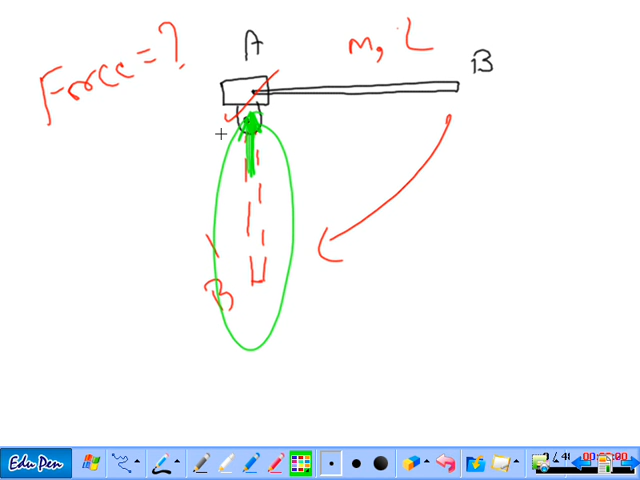 Force = ?
A
m, L
B
B
Edu Pen